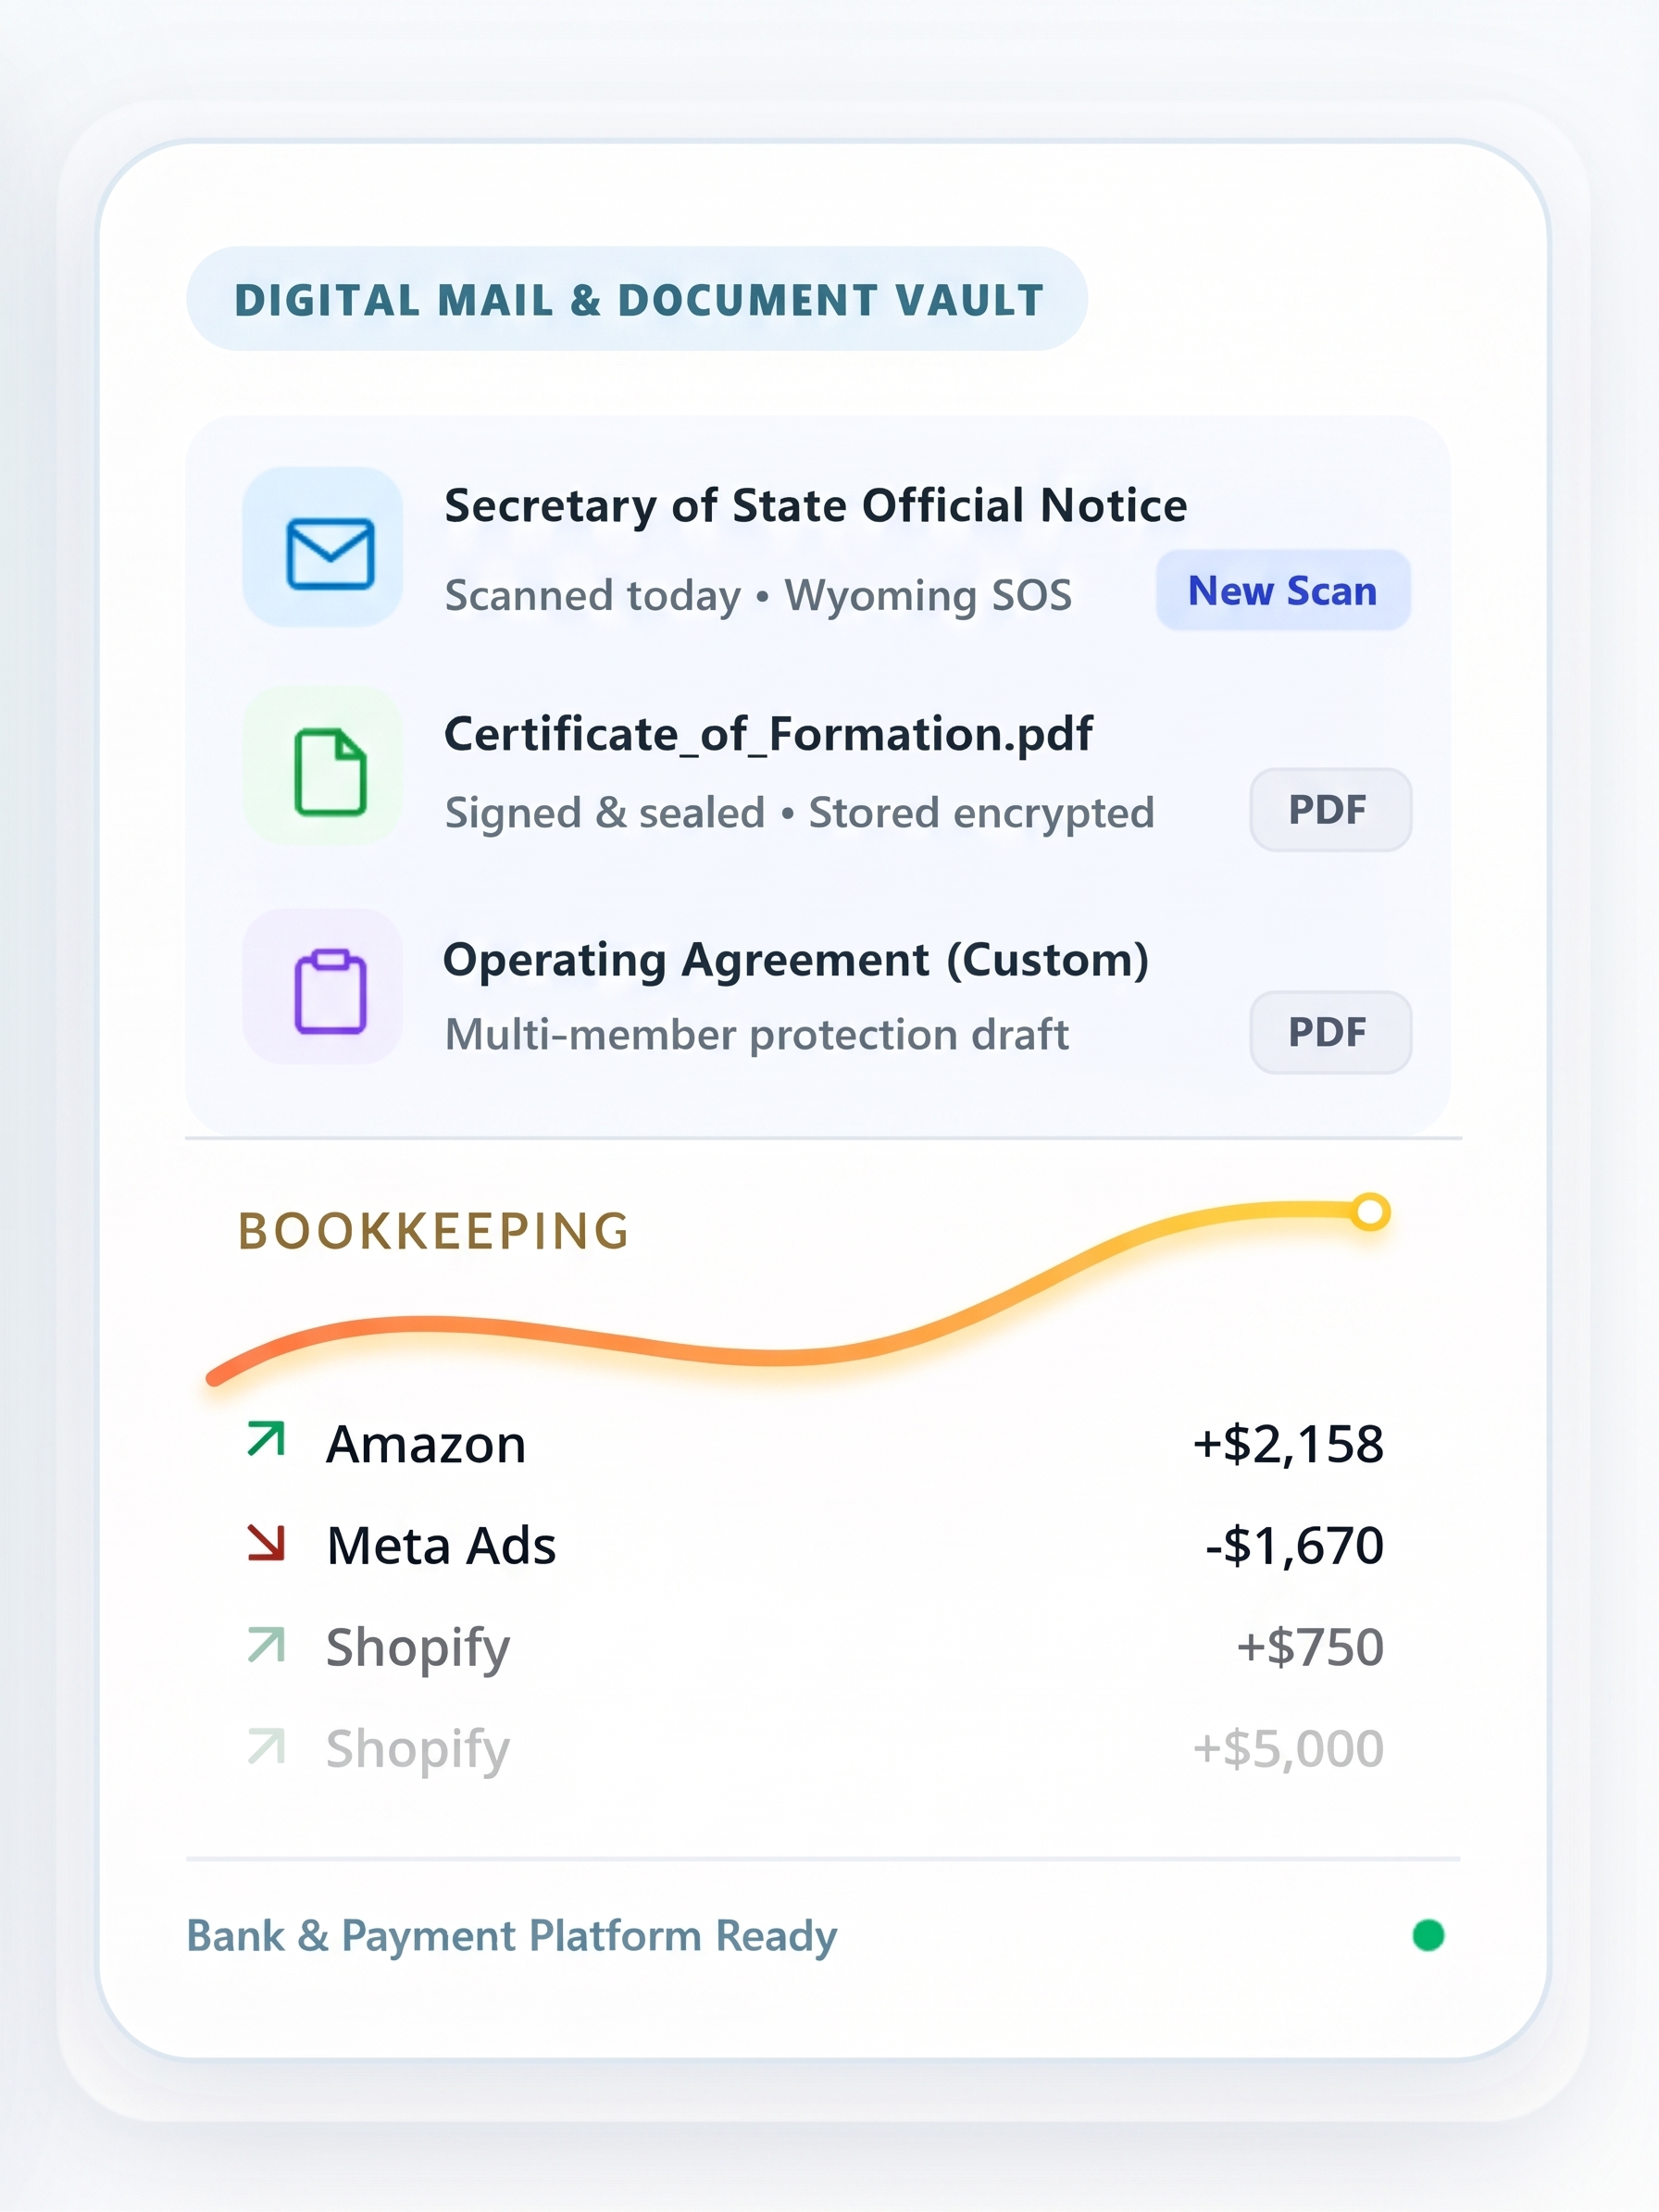 DIGITAL MAIL & DOCUMENT VAULT
Secretary of State Official Notice
Scanned today • Wyoming SOS
New Scan
Certificate_of_Formation.pdf
Signed & sealed • Stored encrypted
PDF
Operating Agreement (Custom)
Multi-member protection draft
PDF
BOOKKEEPING
Amazon +$2,158
Meta Ads -$1,670
Shopify +$750
Shopify +$5,000
Bank & Payment Platform Ready